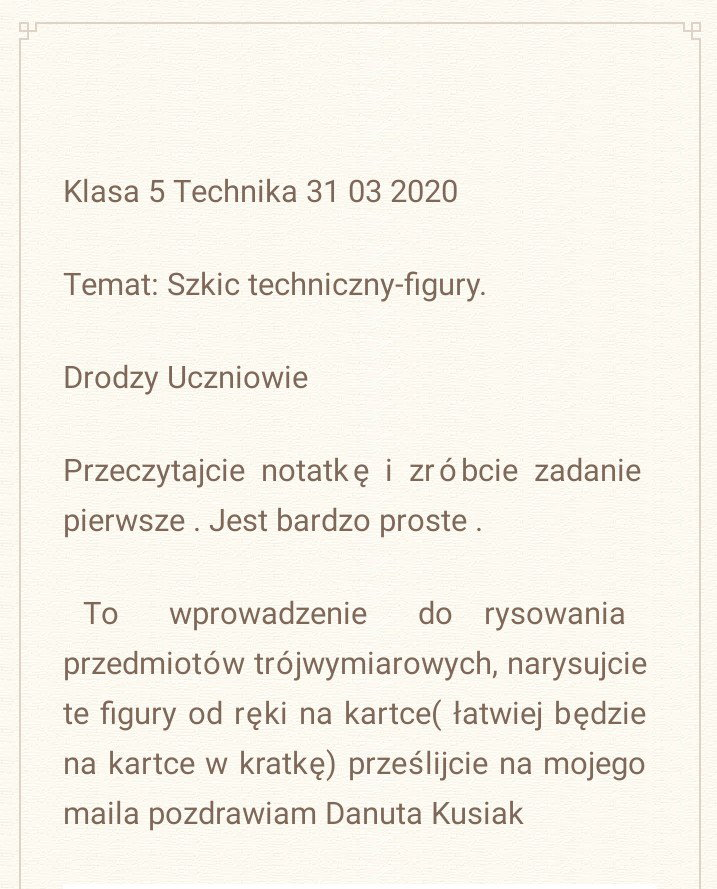 Klasa 5 Technika 31 03 2020
Temat: Szkic techniczny-figury.
Drodzy Uczniowie
Przeczytajcie notatkę i zróbcie zadanie
pierwsze . Jest bardzo proste .
To wprowadzenie do rysowania
przedmiotów trójwymiarowych, narysujcie
te figury od ręki na kartce( łatwiej będzie
na kartce w kratkę) prześlijcie na mojego
maila pozdrawiam Danuta Kusiak